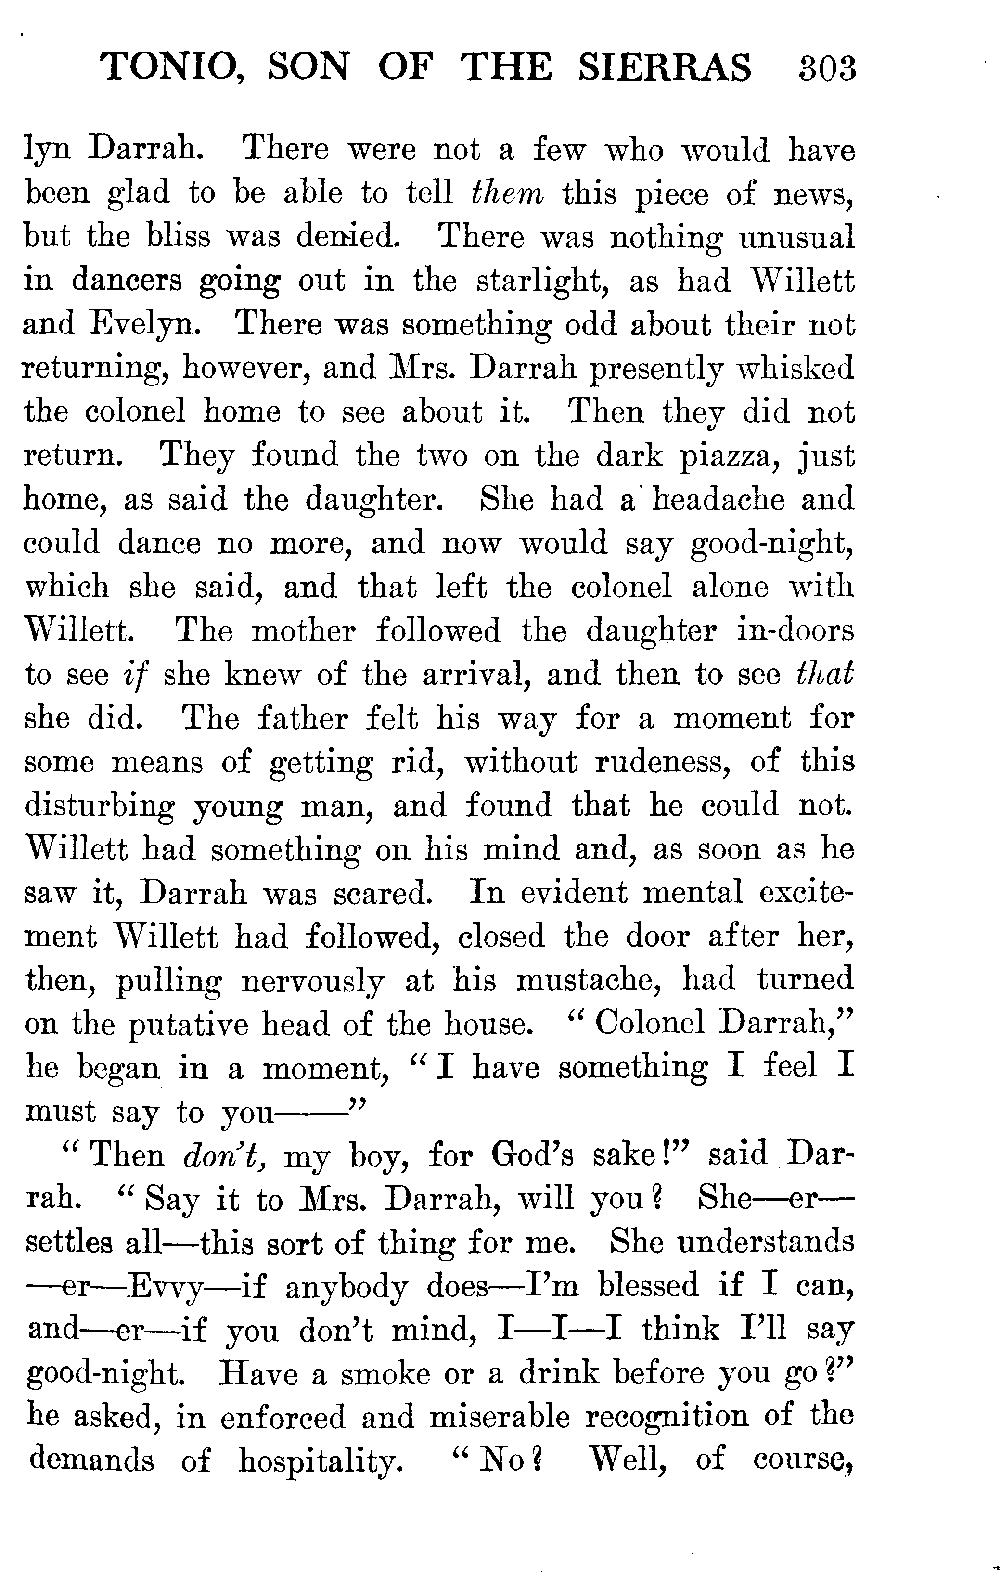 TONIO, SON OF THE SIERRAS 303
lyn Darrah. There were not a few who would have
been glad to be able to tell them this piece of news,
but the bliss was denied. There was nothing unusual
in dancers going out in the starlight, as had Willett
and Evelyn. There was something odd about their not
returning, however, and Mrs. Darrah presently whisked
the colonel home to see about it. Then they did not
return. They found the two on the dark piazza, just
home, as said the daughter. She had a headache and
could dance no more, and now would say good-night,
which she said, and that left the colonel alone with
Willett. The mother followed the daughter in-doors
to see if she knew of the arrival, and then to see that
she did. The father felt his way for a moment for
some means of getting rid, without rudeness, of this
disturbing young man, and found that he could not.
Willett had something on his mind and, as soon as he
saw it, Darrah was scared. In evident mental excite-
ment Willett had followed, closed the door after her,
then, pulling nervously at his mustache, had turned
on the putative head of the house. "Colonel Darrah,"
he began in a moment, "I have something I feel I
must say to you——"
"Then don't, my boy, for God's sake!" said Dar-
rah. "Say it to Mrs. Darrah, will you? She—er—
settles all—this sort of thing for me. She understands
—er—Evvy—if anybody does—I'm blessed if I can,
and—er—if you don't mind, I—I—I think I'll say
good-night. Have a smoke or a drink before you go?"
he asked, in enforced and miserable recognition of the
demands of hospitality. "No? Well, of course,